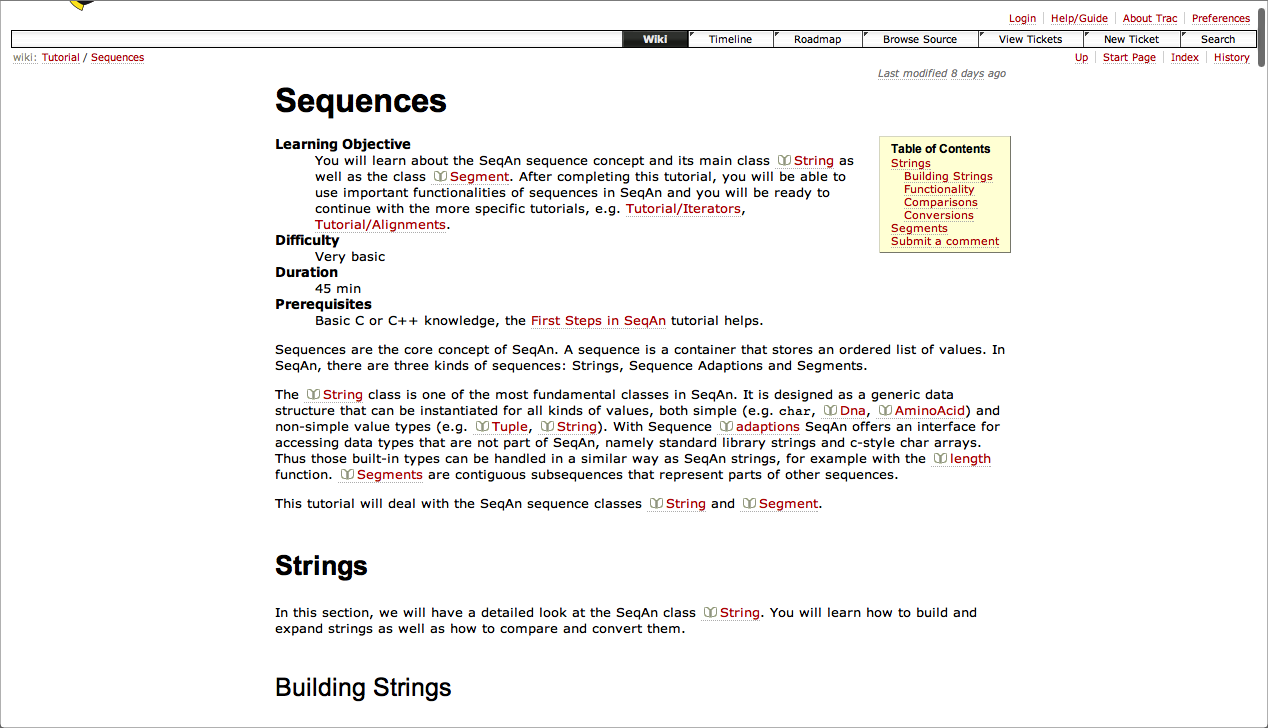 Login Help/Guide About Trac Preferences
Wiki Timeline Roadmap Browse Source View Tickets New Ticket Search
wiki: Tutorial / Sequences
Up Start Page Index History
Last modified 8 days ago
Sequences
Learning Objective
You will learn about the SeqAn sequence concept and its main class String as
well as the class Segment. After completing this tutorial, you will be able to
use important functionalities of sequences in SeqAn and you will be ready to
continue with the more specific tutorials, e.g. Tutorial/Iterators,
Tutorial/Alignments.
Difficulty
Very basic
Duration
45 min
Prerequisites
Basic C or C++ knowledge, the First Steps in SeqAn tutorial helps.
Table of Contents
Strings
Building Strings
Functionality
Comparisons
Conversions
Segments
Submit a comment
Sequences are the core concept of SeqAn. A sequence is a container that stores an ordered list of values. In
SeqAn, there are three kinds of sequences: Strings, Sequence Adaptions and Segments.
The String class is one of the most fundamental classes in SeqAn. It is designed as a generic data
structure that can be instantiated for all kinds of values, both simple (e.g. char, Dna, AminoAcid) and
non-simple value types (e.g. Tuple, String). With Sequence adaptions SeqAn offers an interface for
accessing data types that are not part of SeqAn, namely standard library strings and c-style char arrays.
Thus those built-in types can be handled in a similar way as SeqAn strings, for example with the length
function. Segments are contiguous subsequences that represent parts of other sequences.
This tutorial will deal with the SeqAn sequence classes String and Segment.
Strings
In this section, we will have a detailed look at the SeqAn class String. You will learn how to build and
expand strings as well as how to compare and convert them.
Building Strings